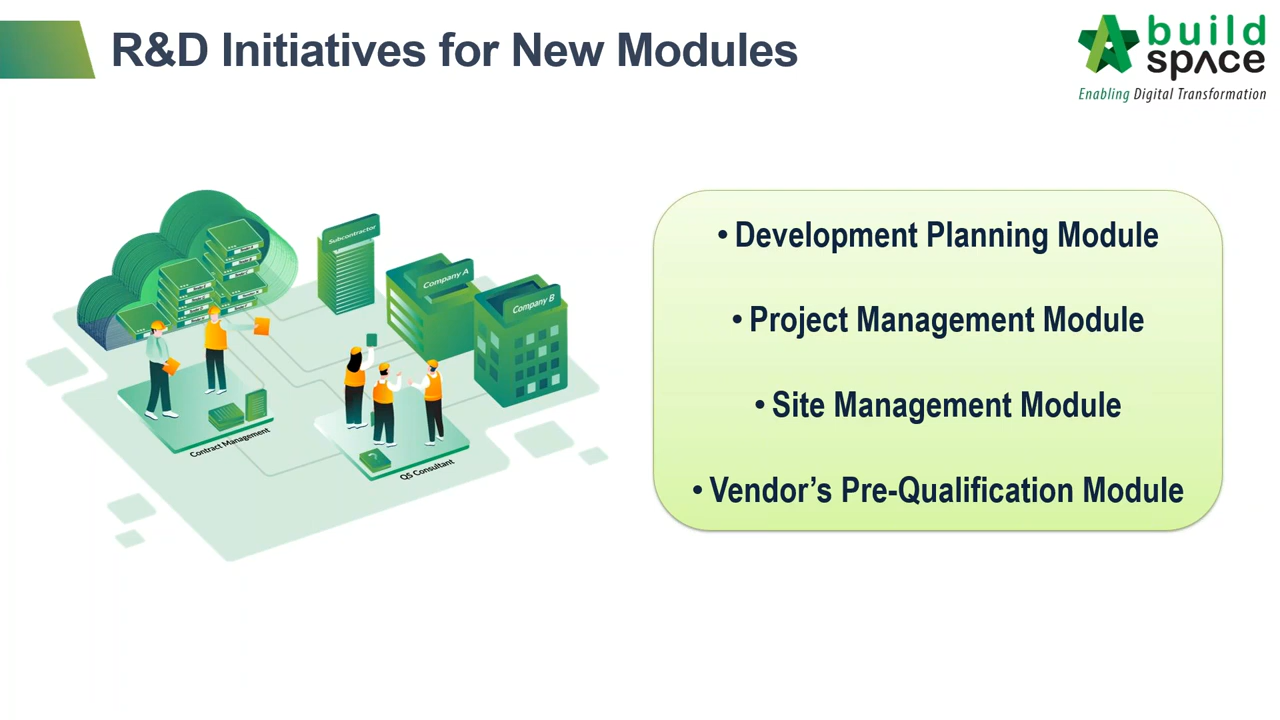 R&D Initiatives for New Modules
build
space
Enabling Digital Transformation
Subcontractor
Company A
Company B
Contract Management
QS Consultant
• Development Planning Module
• Project Management Module
• Site Management Module
• Vendor’s Pre-Qualification Module